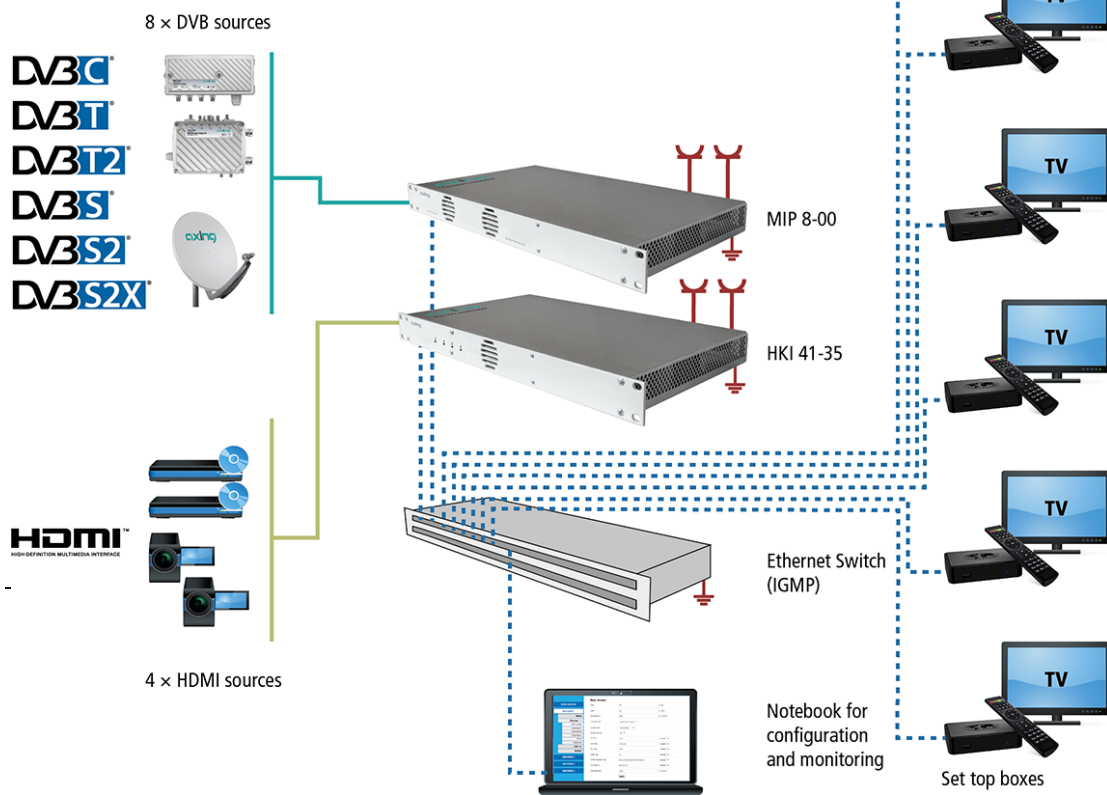 8 × DVB sources
DVB C
DVB T
DVB T2
DVB S
DVB S2
DVB S2X
axing
MIP 8-00
HKI 41-35
HDMI™
HIGH-DEFINITION MULTIMEDIA INTERFACE
4 × HDMI sources
Ethernet Switch
(IGMP)
Notebook for
configuration
and monitoring
TV
TV
TV
TV
TV
Set top boxes